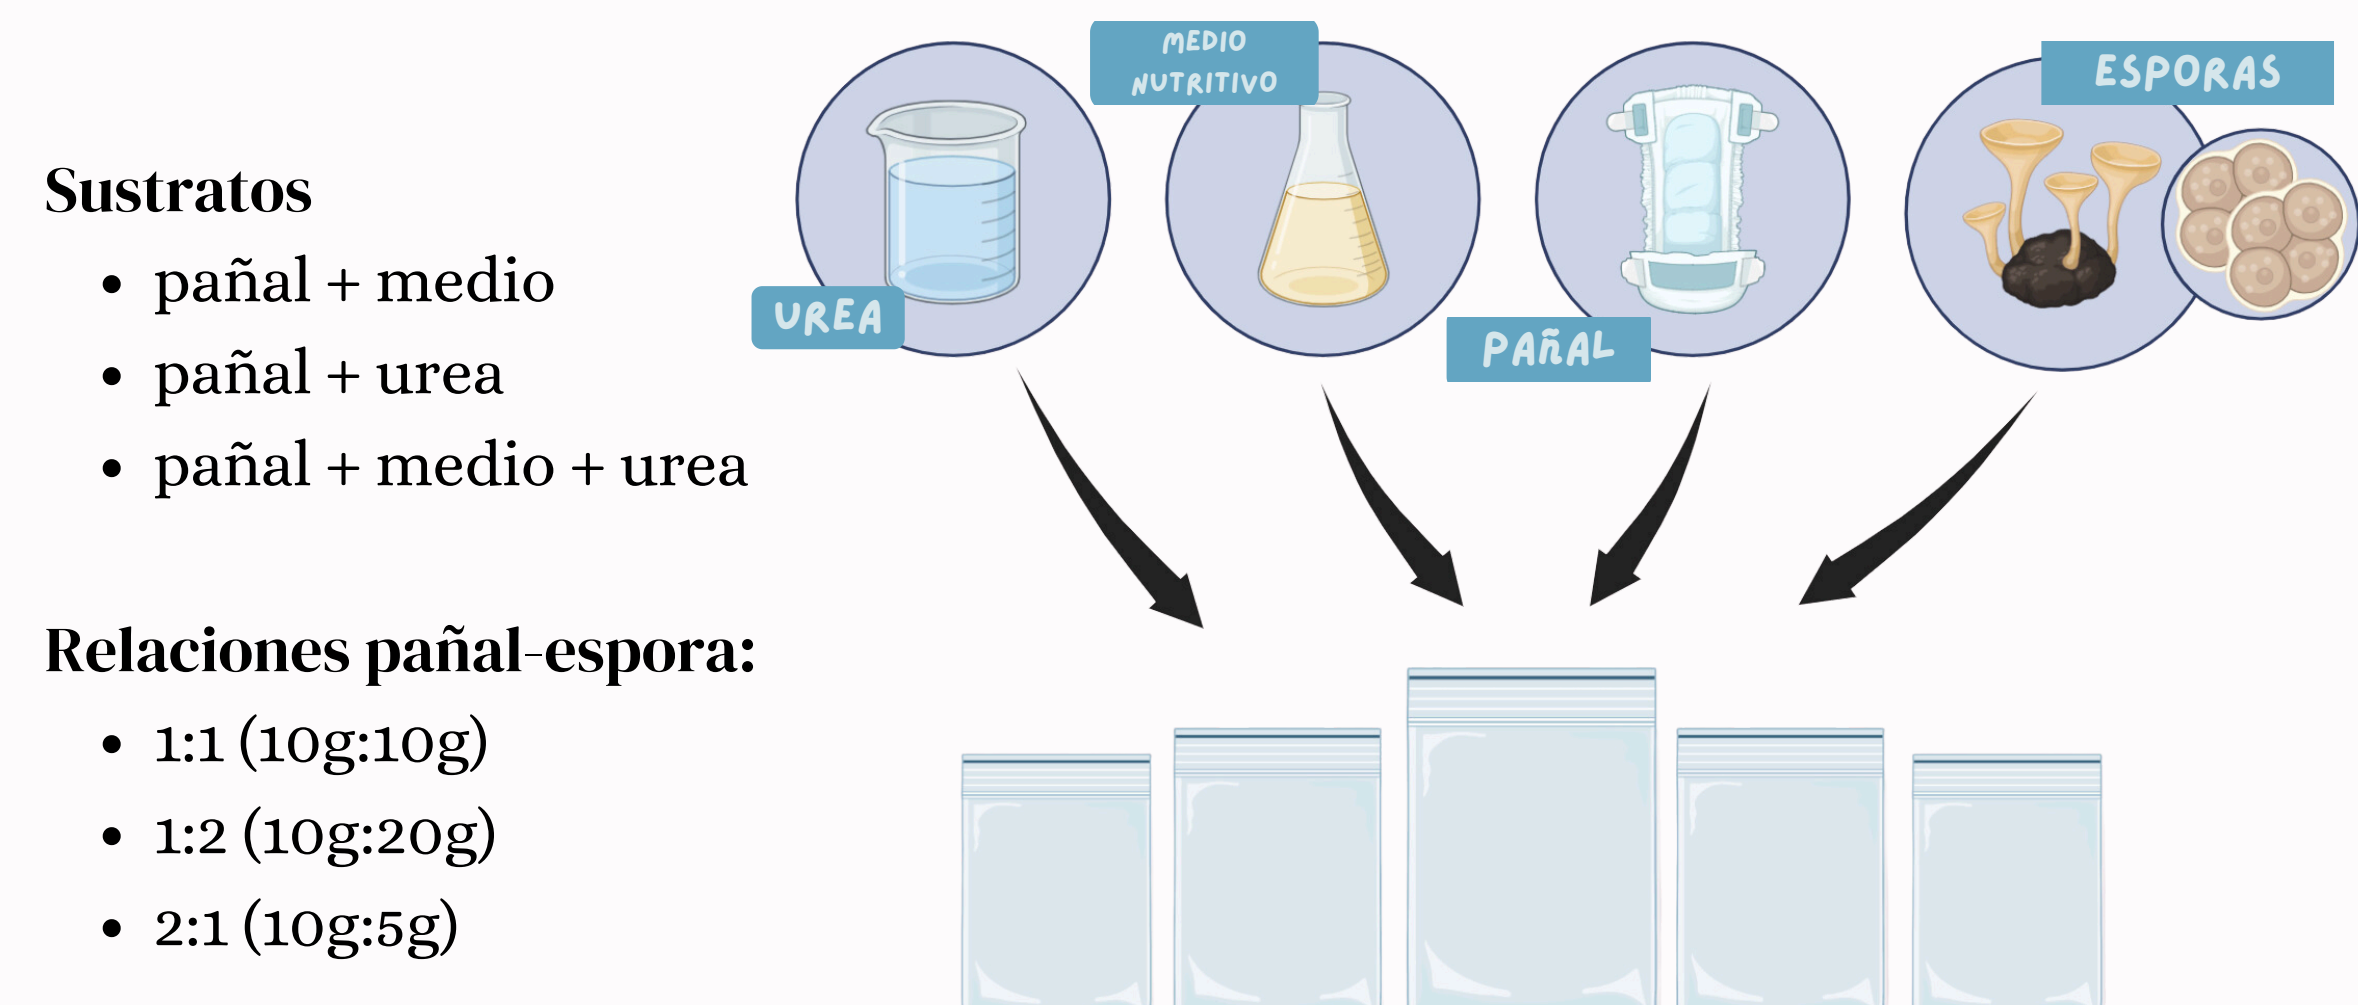 Sustratos
• pañal + medio
• pañal + urea
• pañal + medio + urea
Relaciones pañal-espora:
• 1:1 (10g:10g)
• 1:2 (10g:20g)
• 2:1 (10g:5g)
UREA
MEDIO
NUTRITIVO
PAÑAL
ESPORAS